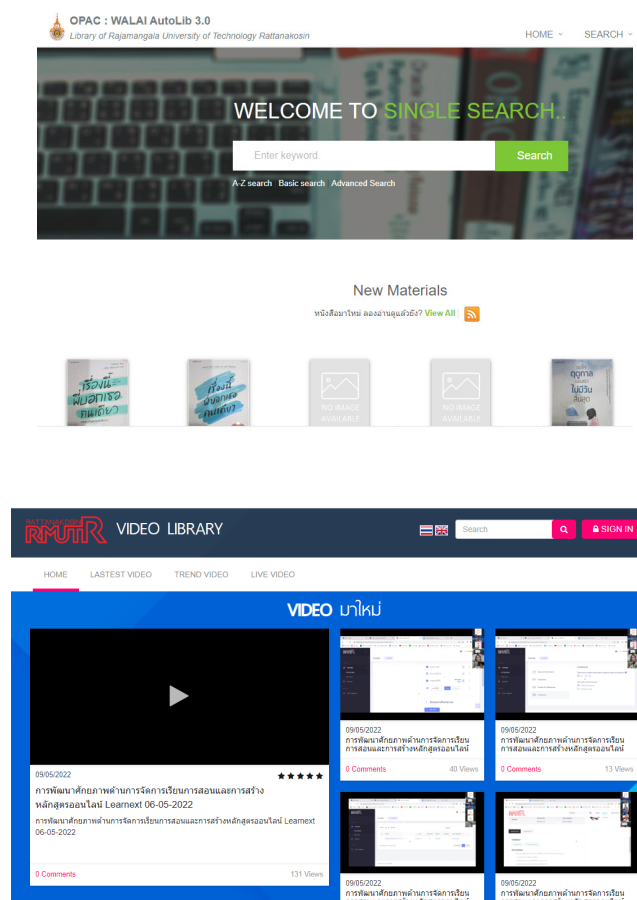 OPAC : WALAI AutoLib 3.0
Library of Rajamangala University of Technology Rattanakosin
HOME
SEARCH
WELCOME TO SINGLE SEARCH..
Enter keyword.
Search
A-Z search Basic search Advanced Search
New Materials
หนังสือมาใหม่ ลองอ่านดูแล้วยัง? View All |
เรื่องนี้
พี่บอกเธอ
คนเดียว
เรื่องนี้
พี่บอกเธอ
คนเดียว
NO IMAGE
AVAILABLE
NO IMAGE
AVAILABLE
ฤดูกาล
ไม่มีวัน
สิ้นสุด
RATTANAKOSIN
RMUTR
VIDEO LIBRARY
Search
SIGN IN
HOME
LASTEST VIDEO
TREND VIDEO
LIVE VIDEO
VIDEO มาใหม่
09/05/2022
การพัฒนาศักยภาพด้านการจัดการเรียนการสอนและการสร้าง
หลักสูตรออนไลน์ Learnext 06-05-2022
การพัฒนาศักยภาพด้านการจัดการเรียนการสอนและการสร้างหลักสูตรออนไลน์ Learnext
06-05-2022
0 Comments
131 Views
09/05/2022
การพัฒนาศักยภาพด้านการจัดการเรียน
การสอนและการสร้างหลักสูตรออนไลน์
0 Comments
40 Views
09/05/2022
การพัฒนาศักยภาพด้านการจัดการเรียน
การสอนและการสร้างหลักสูตรออนไลน์
0 Comments
13 Views
09/05/2022
การพัฒนาศักยภาพด้านการจัดการเรียน
09/05/2022
การพัฒนาศักยภาพด้านการจัดการเรียน